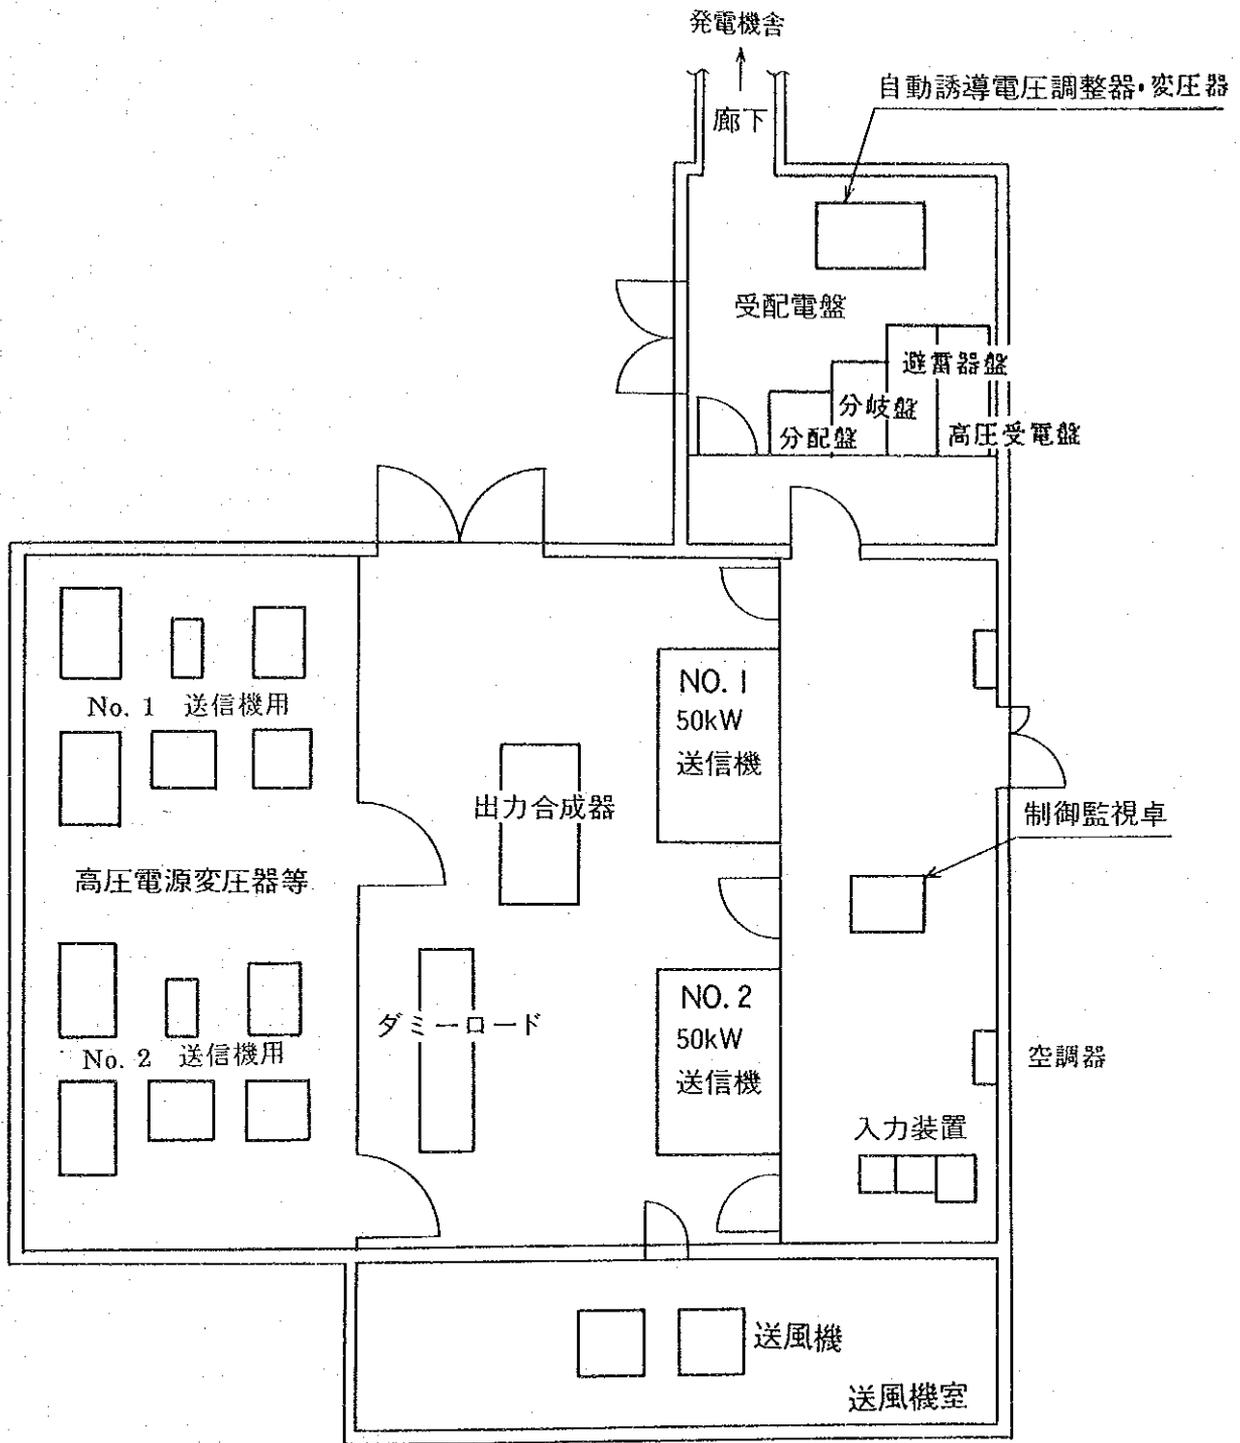 発電機舎
自動誘導電圧調整器・変圧器
廊下
受配電盤
避雷器盤
分岐盤
分配盤
高圧受電盤
No. 1 送信機用
NO. 1
50kW
送信機
出力合成器
制御監視卓
高圧電源変圧器等
NO. 2
50kW
送信機
ダミーロード
No. 2 送信機用
空調器
入力装置
送風機
送風機室